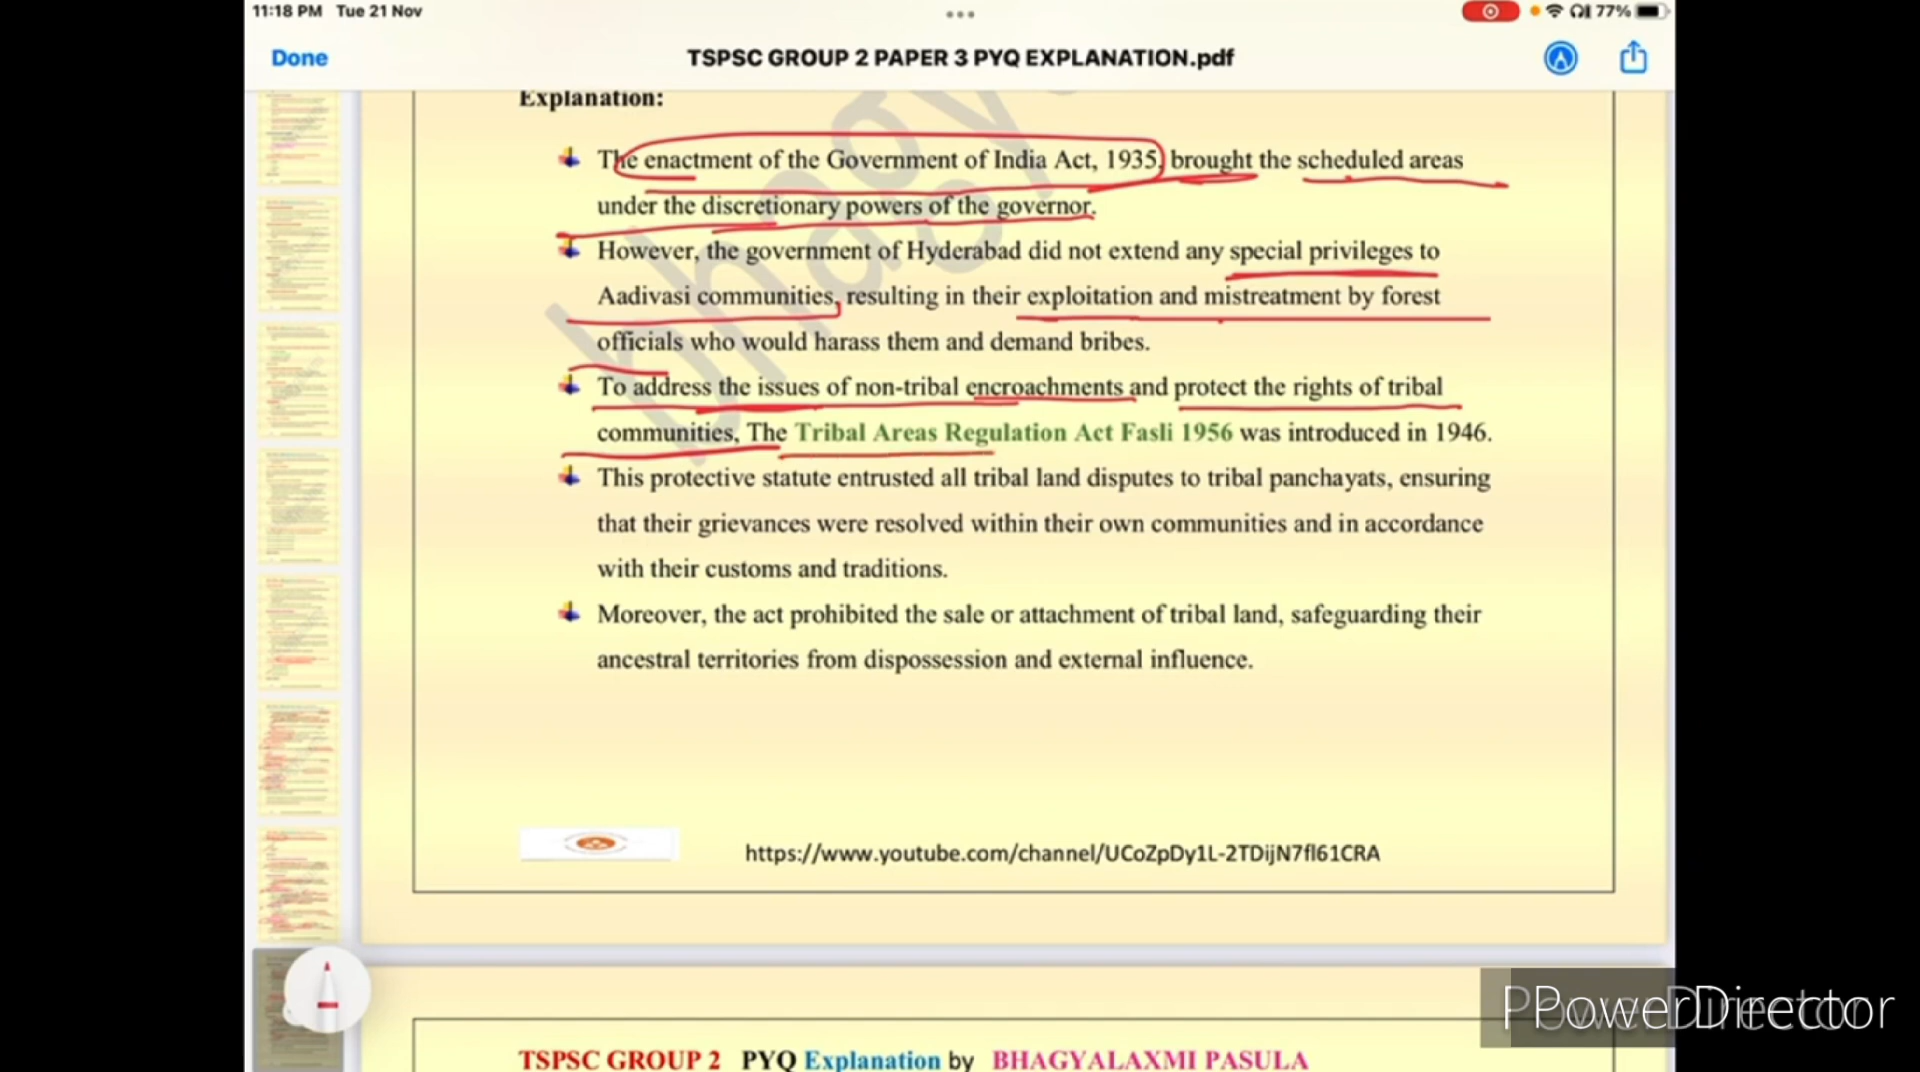 11:18 PM Tue 21 Nov
77%
Done
TSPSC GROUP 2 PAPER 3 PYQ EXPLANATION.pdf
Explanation:
The enactment of the Government of India Act, 1935, brought the scheduled areas
under the discretionary powers of the governor.
However, the government of Hyderabad did not extend any special privileges to
Aadivasi communities, resulting in their exploitation and mistreatment by forest
officials who would harass them and demand bribes.
To address the issues of non-tribal encroachments and protect the rights of tribal
communities, The Tribal Areas Regulation Act Fasli 1956 was introduced in 1946.
This protective statute entrusted all tribal land disputes to tribal panchayats, ensuring
that their grievances were resolved within their own communities and in accordance
with their customs and traditions.
Moreover, the act prohibited the sale or attachment of tribal land, safeguarding their
ancestral territories from dispossession and external influence.
https://www.youtube.com/channel/UCoZpDy1L-2TDijN7fl61CRA
PowerDirector
TSPSC GROUP 2 PYQ Explanation by BHAGYALAXMI PASULA